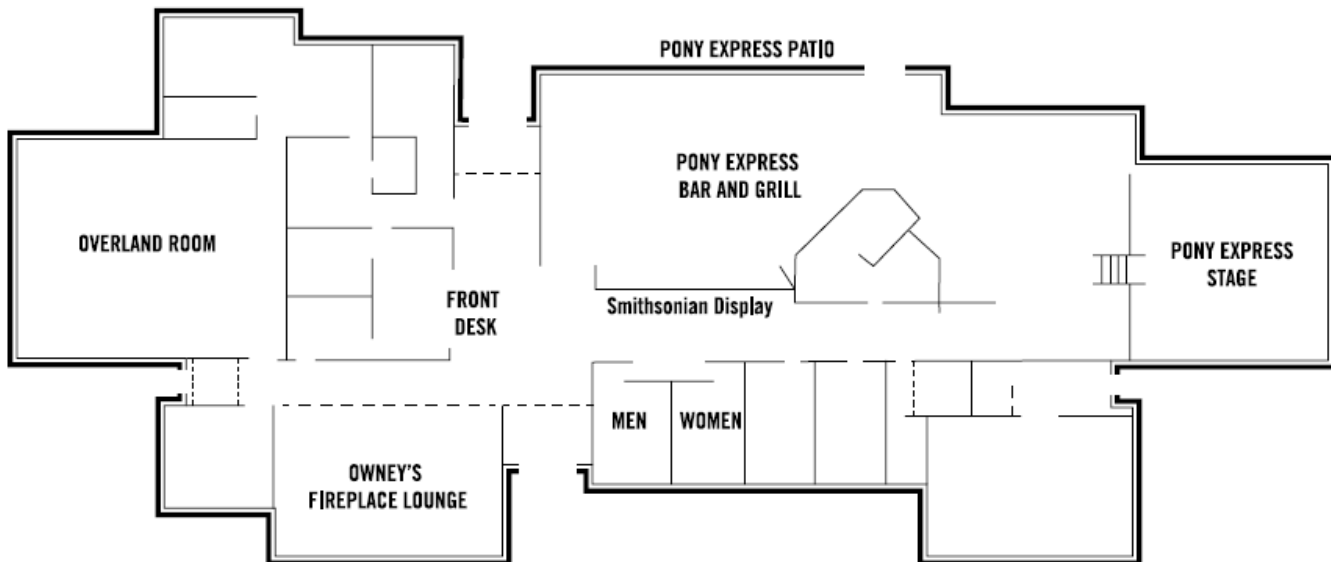 PONY EXPRESS PATIO
PONY EXPRESS
BAR AND GRILL
OVERLAND ROOM
PONY EXPRESS
STAGE
FRONT
DESK
Smithsonian Display
MEN
WOMEN
OWNEY'S
FIREPLACE LOUNGE